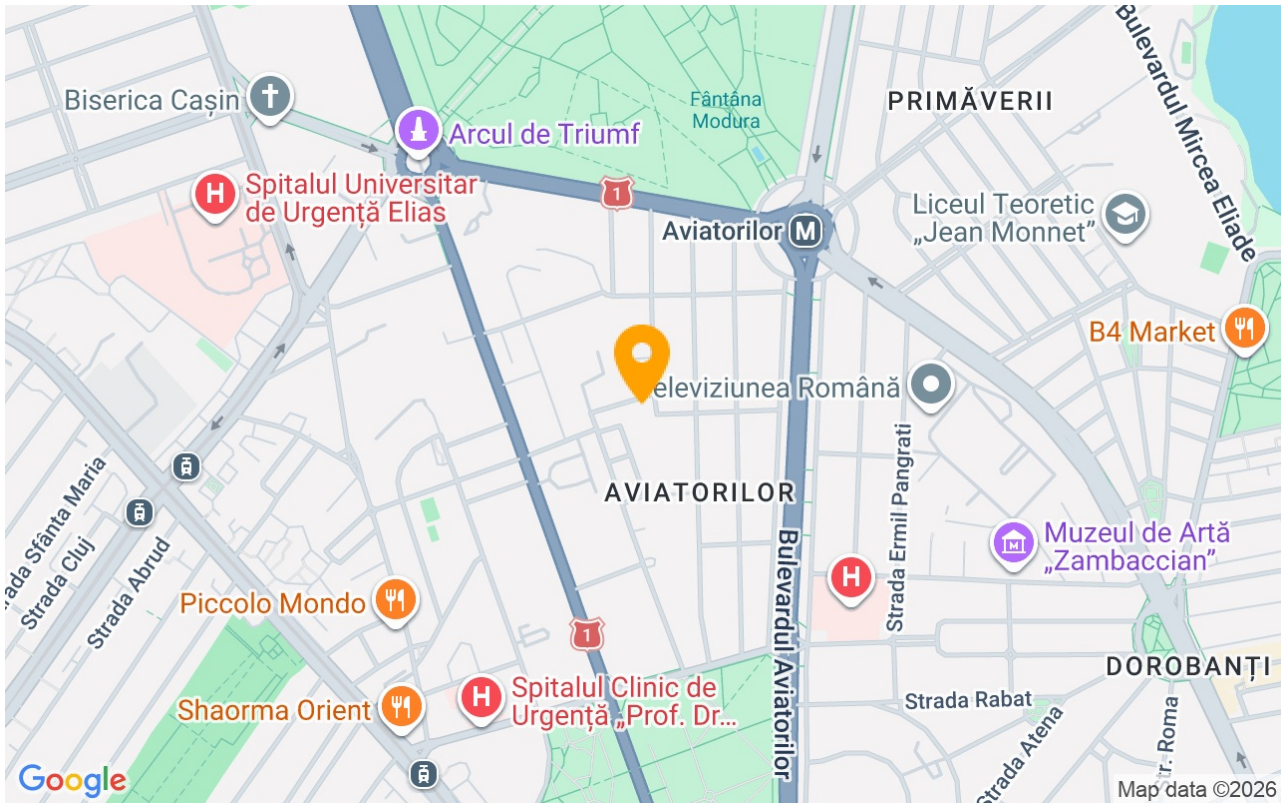 Bulevardul Mircea Eliade
Biserica Cașin
Fântâna
Modura
PRIMĂVERII
Arcul de Triumf
H
Spitalul Universitar
de Urgență Elias
1
Aviatorilor
M
Liceul Teoretic
„Jean Monnet”
B4 Market
eleviziunea Română
AVIATORILOR
Strada Sfânta Maria
Strada Cluj
Strada Abrud
Strada Ermil Pangrati
Bulevardul Aviatorilor
M
Muzeul de Artă
„Zambaccian”
H
Piccolo Mondo
1
H
Spitalul Clinic de
Urgență „Prof. Dr...
Shaorma Orient
DOROBANȚI
Strada Rabat
Strada Atena
Str. Roma
Google
Map data ©2026